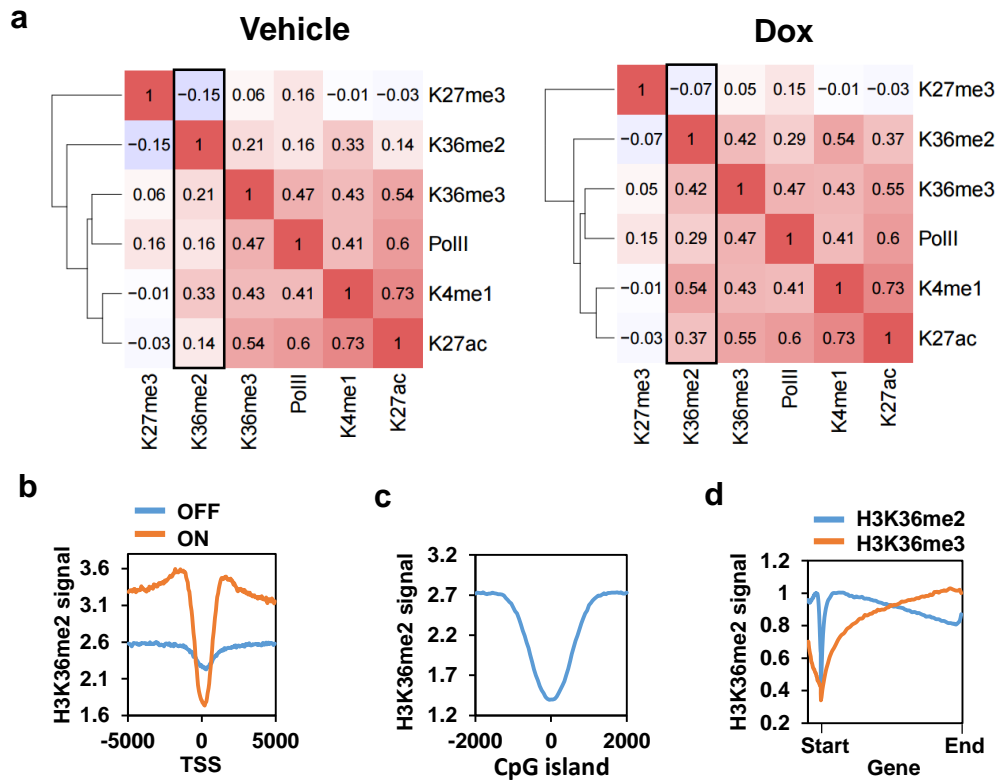 a
Vehicle
Dox
1 −0.15 0.06 0.16 −0.01 −0.03 K27me3
−0.15 1 0.21 0.16 0.33 0.14 K36me2
0.06 0.21 1 0.47 0.43 0.54 K36me3
0.16 0.16 0.47 1 0.41 0.6 PolII
−0.01 0.33 0.43 0.41 1 0.73 K4me1
−0.03 0.14 0.54 0.6 0.73 1 K27ac
K27me3 K36me2 K36me3 PolII K4me1 K27ac
1 −0.07 0.05 0.15 −0.01 −0.03 K27me3
−0.07 1 0.42 0.29 0.54 0.37 K36me2
0.05 0.42 1 0.47 0.43 0.55 K36me3
0.15 0.29 0.47 1 0.41 0.6 PolII
−0.01 0.54 0.43 0.41 1 0.73 K4me1
−0.03 0.37 0.55 0.6 0.73 1 K27ac
K27me3 K36me2 K36me3 PolII K4me1 K27ac
b
OFF
ON
H3K36me2 signal
3.6
3.1
2.6
2.1
1.6
-5000 0 5000
TSS
c
H3K36me2 signal
3.2
2.7
2.2
1.7
1.2
-2000 0 2000
CpG island
d
H3K36me2
H3K36me3
H3K36me2 signal
1.2
1
0.8
0.6
0.4
0.2
Start End
Gene